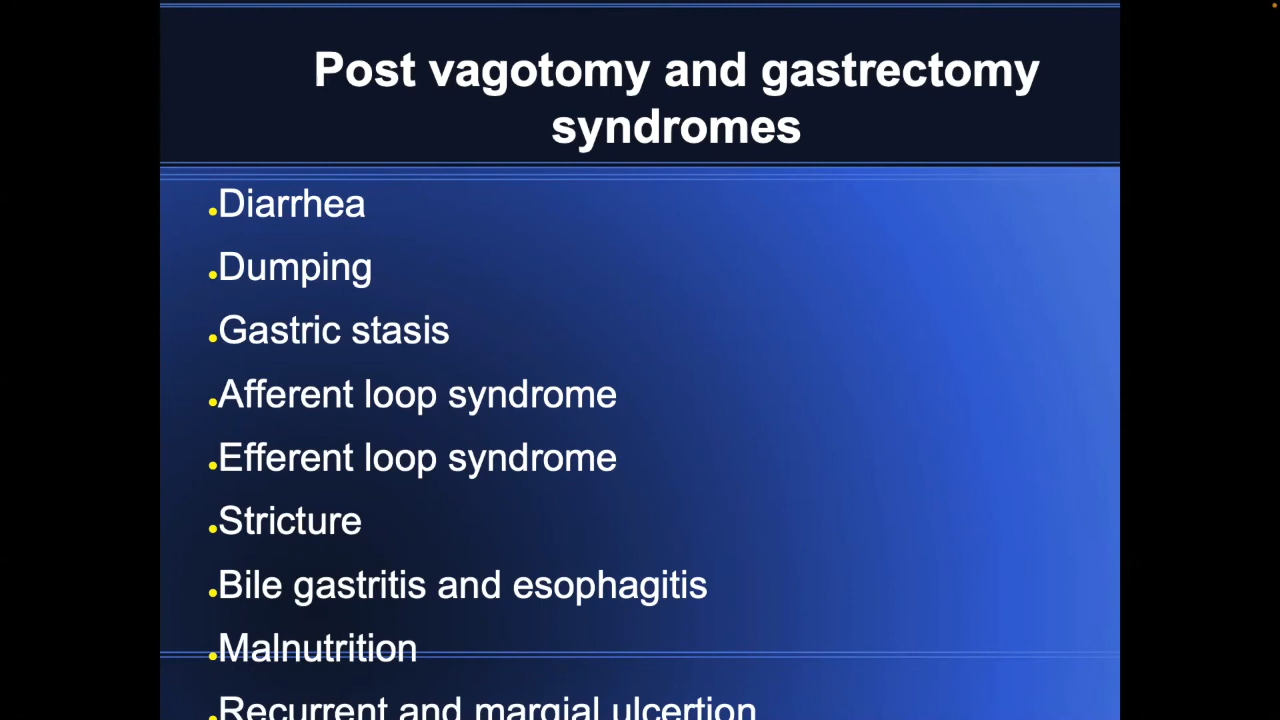 Post vagotomy and gastrectomy
syndromes
•Diarrhea
•Dumping
•Gastric stasis
•Afferent loop syndrome
•Efferent loop syndrome
•Stricture
•Bile gastritis and esophagitis
•Malnutrition
•Recurrent and margial ulcertion